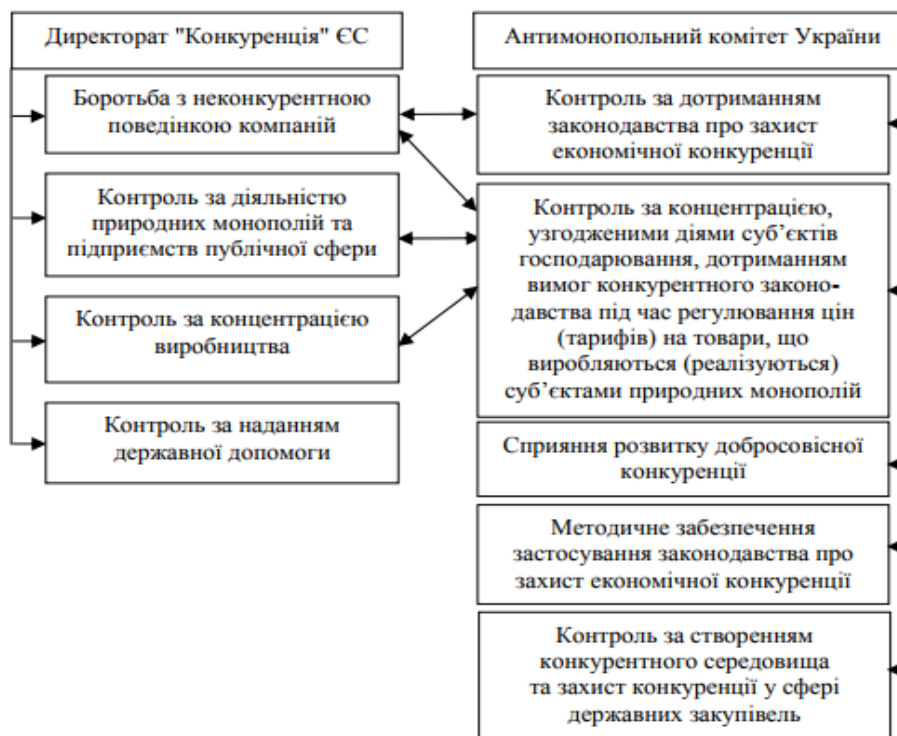 Директорат "Конкуренція" ЄС
Боротьба з неконкурентною
поведінкою компаній
Контроль за діяльністю
природних монополій та
підприємств публічної сфери
Контроль за концентрацією
виробництва
Контроль за наданням
державної допомоги
Антимонопольний комітет України
Контроль за дотриманням
законодавства про захист
економічної конкуренції
Контроль за концентрацією,
узгодженими діями суб’єктів
господарювання, дотриманням
вимог конкурентного законо-
давства під час регулювання цін
(тарифів) на товари, що
виробляються (реалізуються)
суб’єктами природних монополій
Сприяння розвитку добросовісної
конкуренції
Методичне забезпечення
застосування законодавства про
захист економічної конкуренції
Контроль за створенням
конкурентного середовища
та захист конкуренції у сфері
державних закупівель